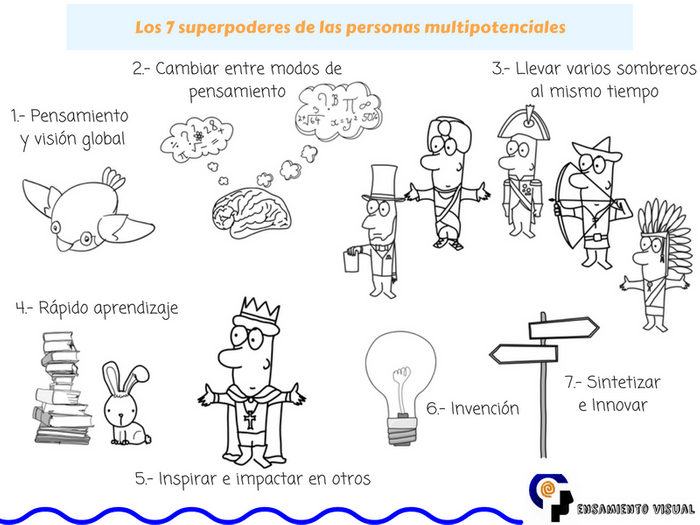 Los 7 superpoderes de las personas multipotenciales
1.- Pensamiento
y visión global
2.- Cambiar entre modos de
pensamiento
3.- Llevar varios sombreros
al mismo tiempo
4.- Rápido aprendizaje
5.- Inspirar e impactar en otros
6.- Invención
7.- Sintetizar
e Innovar
PENSAMIENTO VISUAL